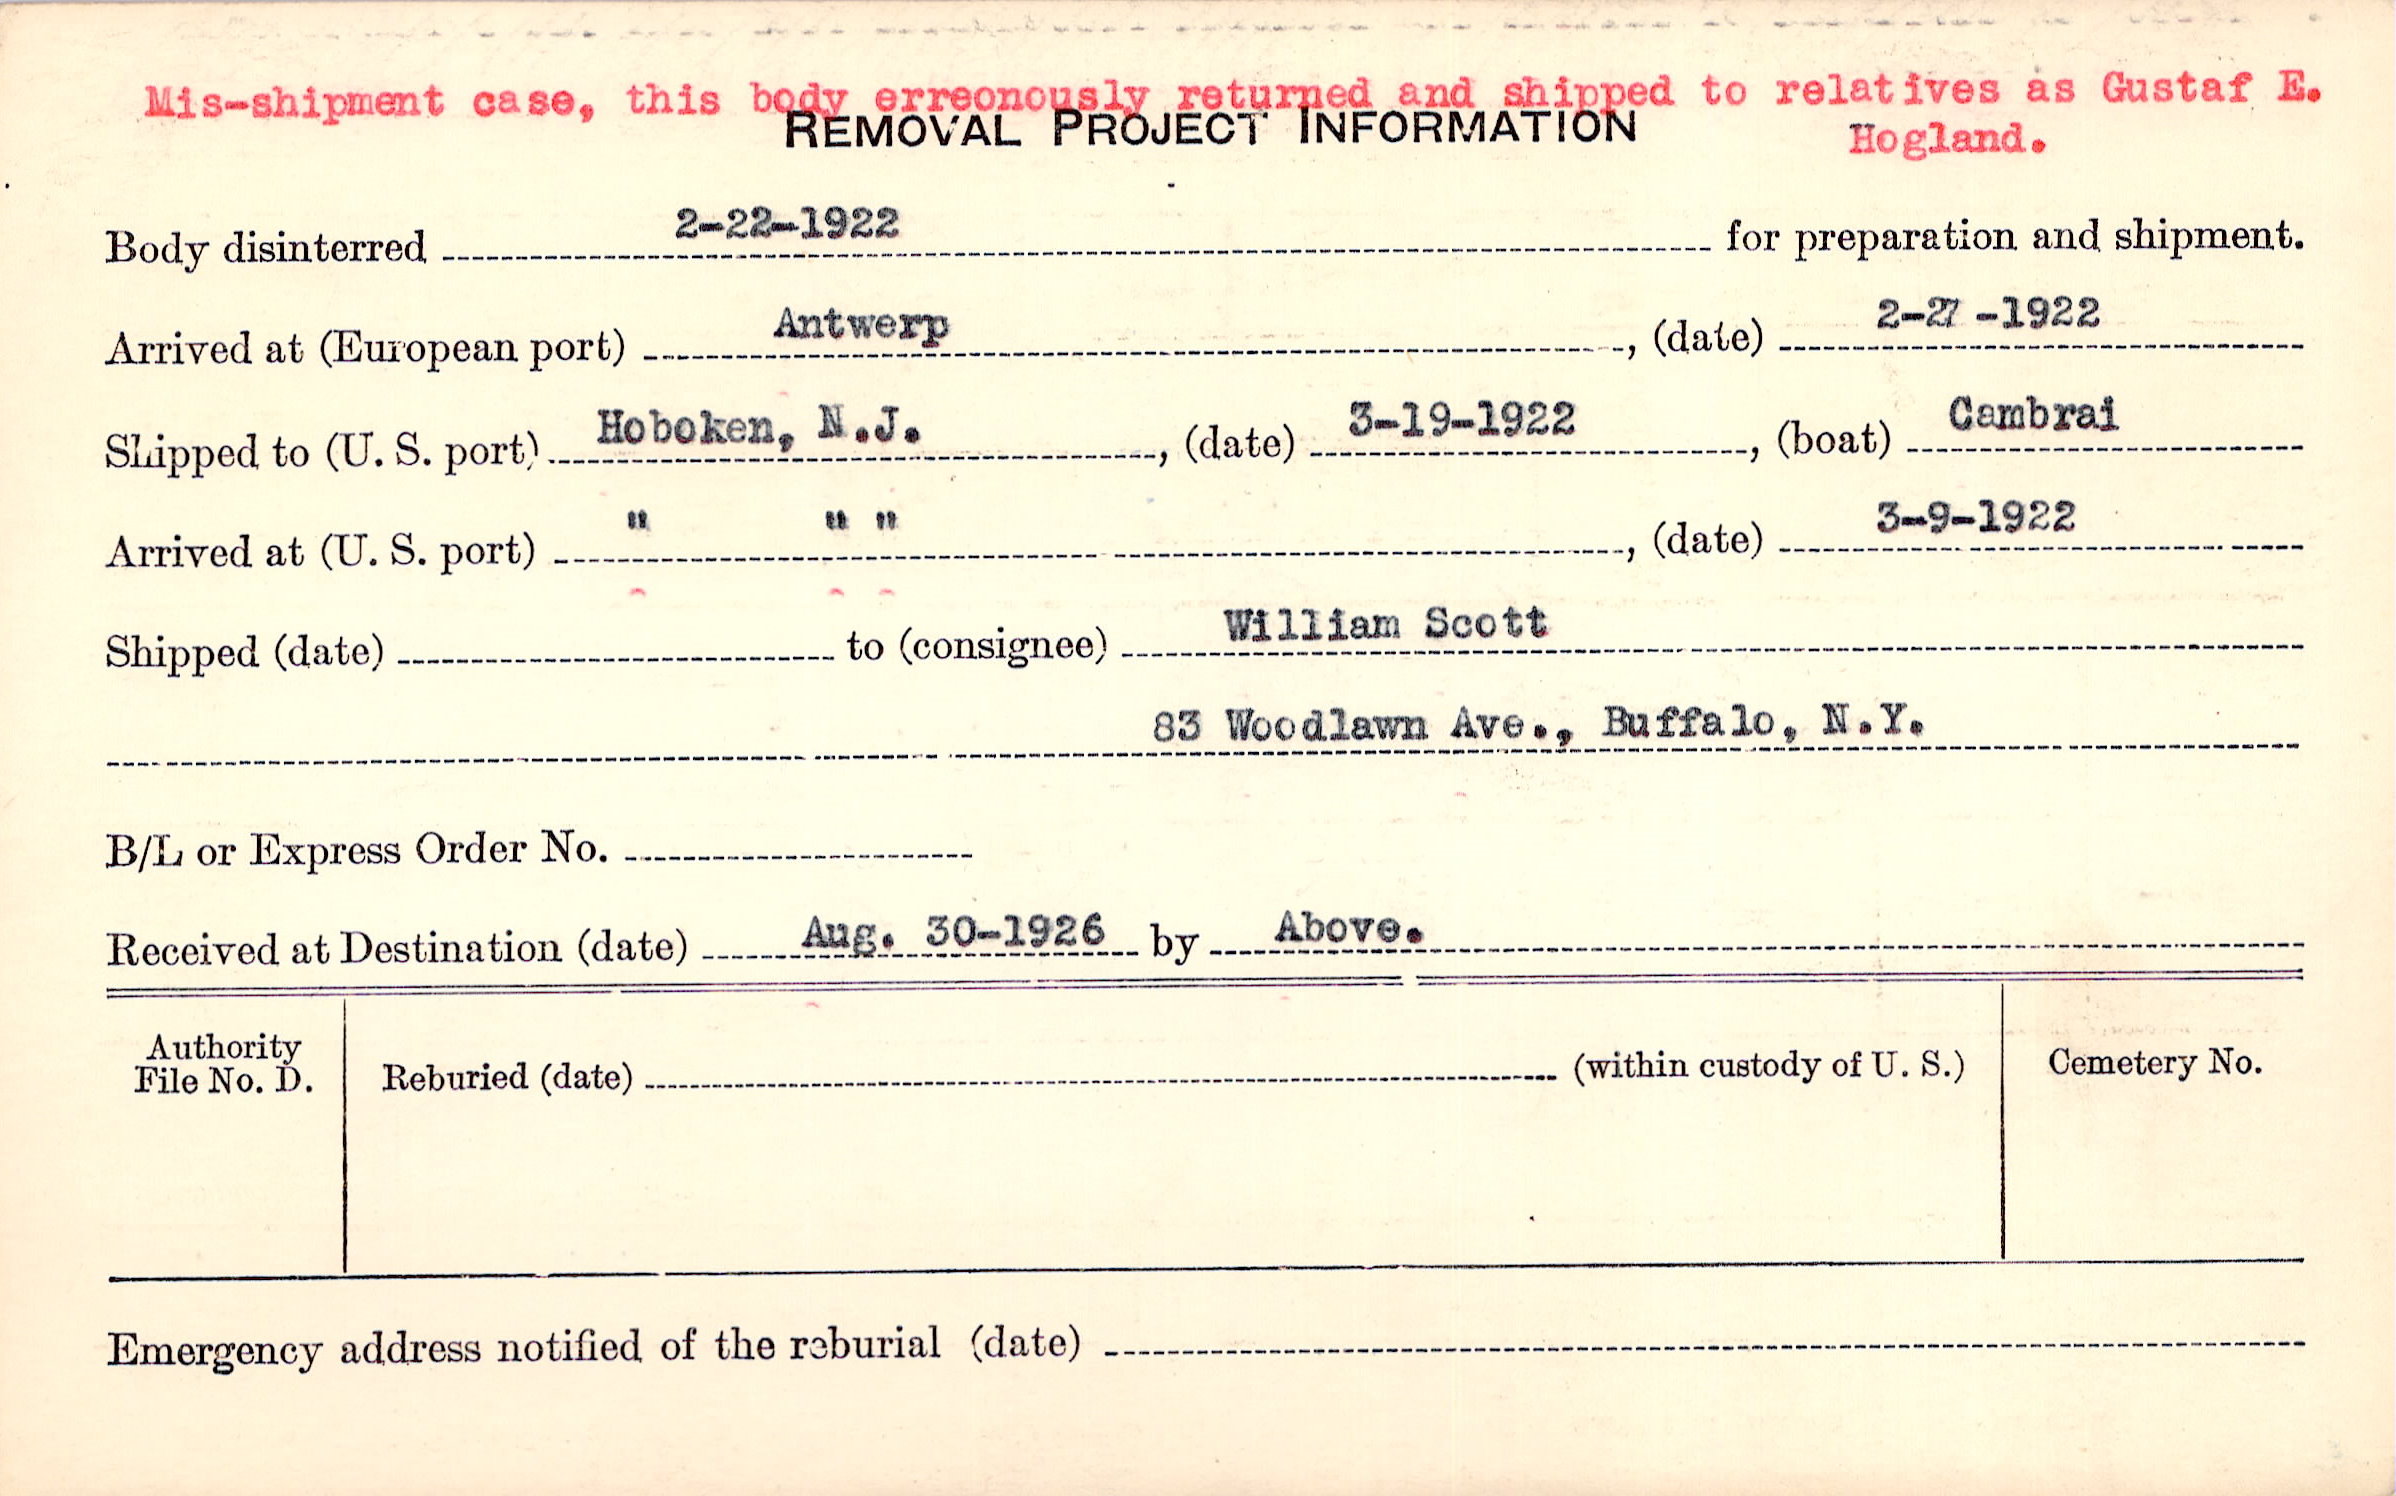 Mis-shipment case, this body erreonously returned and shipped to relatives as Gustaf E.
Hogland.
REMOVAL PROJECT INFORMATION
Body disinterred 2-22-1922 for preparation and shipment.
Arrived at (European port) Antwerp, (date) 2-27-1922
Shipped to (U. S. port) Hoboken, N.J., (date) 3-19-1922, (boat) Cambrai
Arrived at (U. S. port) " " ", (date) 3-9-1922
Shipped (date) to (consignee) William Scott
83 Woodlawn Ave., Buffalo, N.Y.
B/L or Express Order No.
Received at Destination (date) Aug. 30-1926 by Above.
Authority
File No. D.
Reburied (date) (within custody of U. S.)
Cemetery No.
Emergency address notified of the reburial (date)